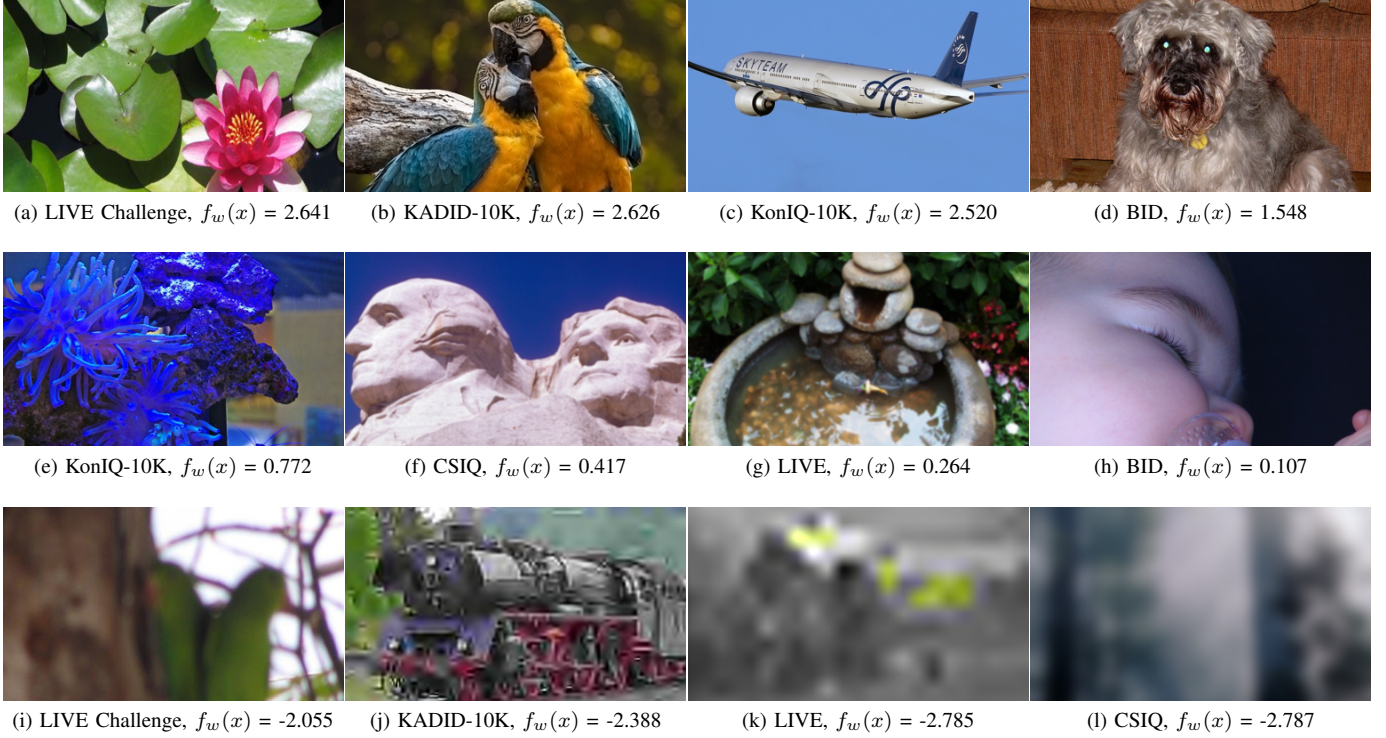 SKYTEAM
(a) LIVE Challenge, f_w(x) = 2.641
(b) KADID-10K, f_w(x) = 2.626
(c) KonIQ-10K, f_w(x) = 2.520
(d) BID, f_w(x) = 1.548
(e) KonIQ-10K, f_w(x) = 0.772
(f) CSIQ, f_w(x) = 0.417
(g) LIVE, f_w(x) = 0.264
(h) BID, f_w(x) = 0.107
(i) LIVE Challenge, f_w(x) = -2.055
(j) KADID-10K, f_w(x) = -2.388
(k) LIVE, f_w(x) = -2.785
(l) CSIQ, f_w(x) = -2.787